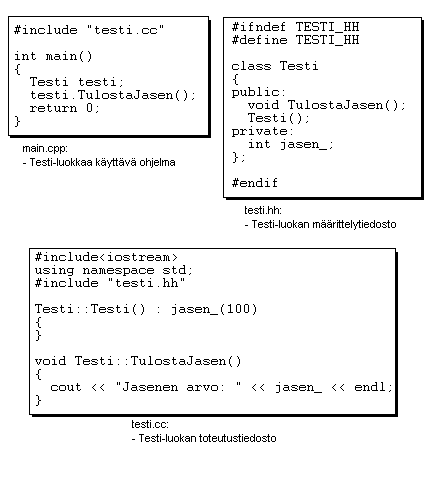 #include "testi.cc"
int main()
{
Testi testi;
testi.TulostaJasen();
return 0;
}
main.cpp:
- Testi-luokkaa käyttävä ohjelma
#ifndef TESTI_HH
#define TESTI_HH
class Testi
{
public:
void TulostaJasen();
Testi();
private:
int jasen_;
};
#endif
testi.hh:
- Testi-luokan määrittelytiedosto
#include<iostream>
using namespace std;
#include "testi.hh"
Testi::Testi() : jasen_(100)
{
}
void Testi::TulostaJasen()
{
cout << "Jasenen arvo: " << jasen_ << endl;
}
testi.cc:
- Testi-luokan toteutustiedosto